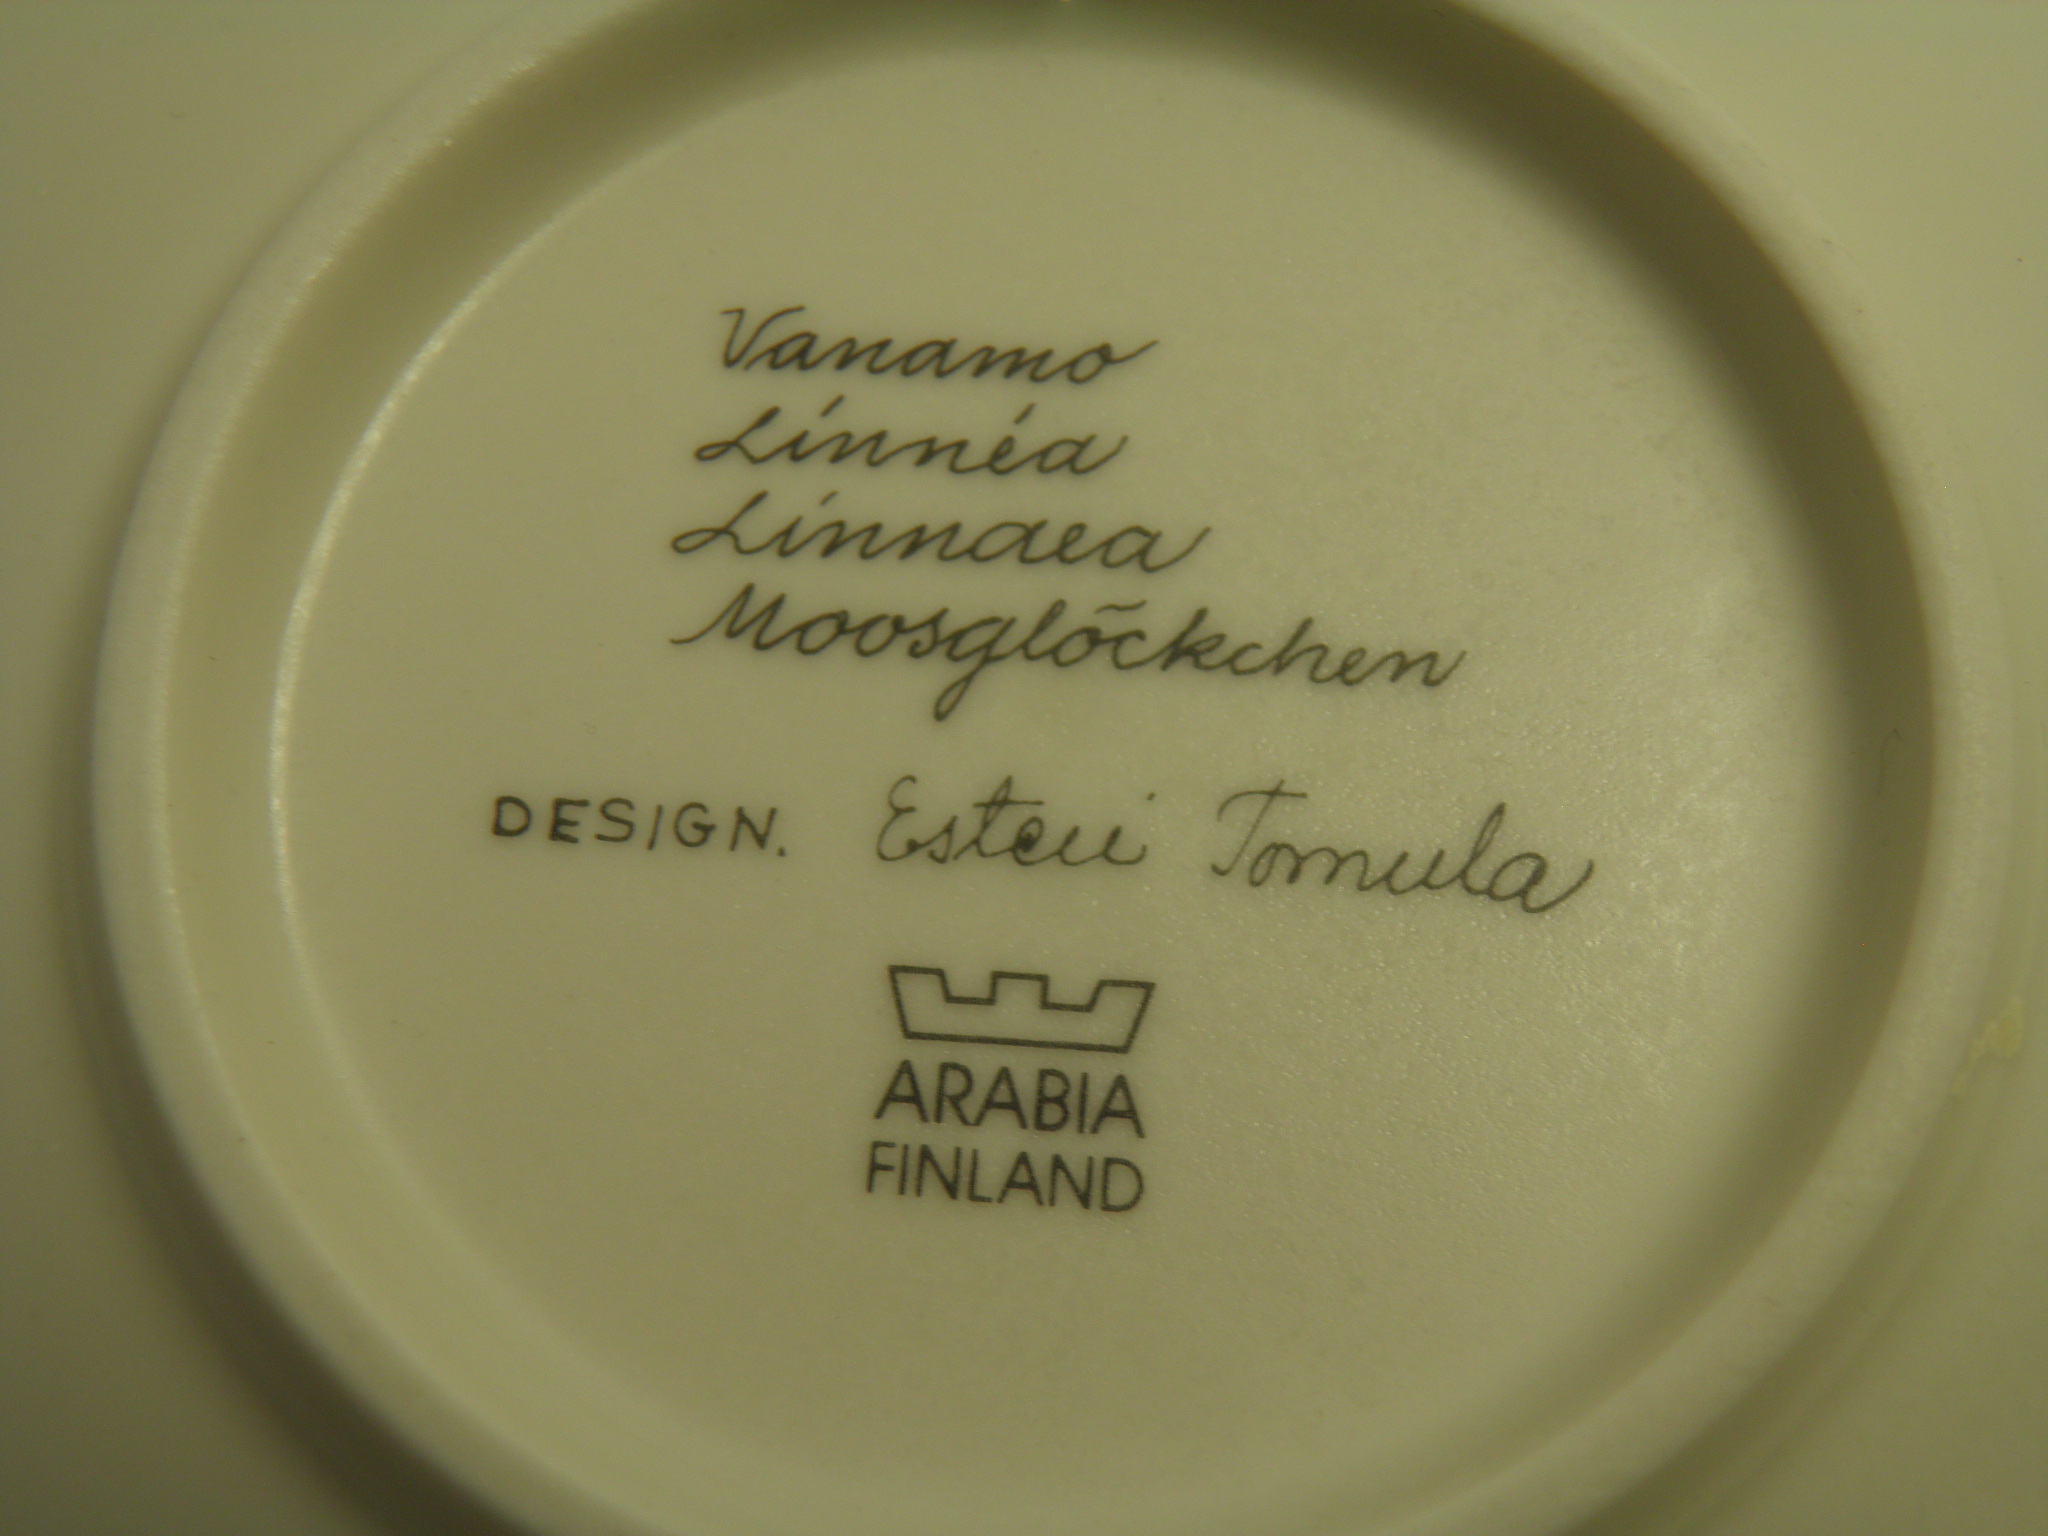 Vanamo
Linnéa
Linnaea
Moosglöckchen
DESIGN. Esteri Tomula
ARABIA
FINLAND